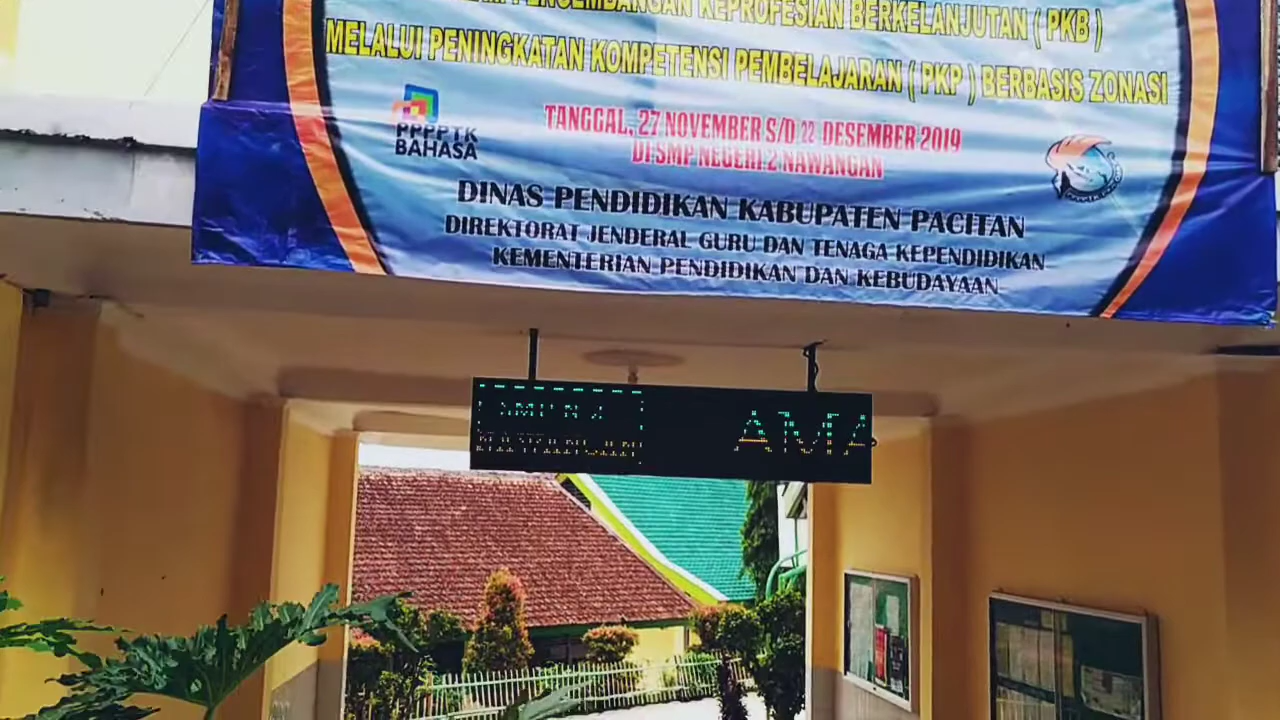 PENGEMBANGAN KEPROFESIAN BERKELANJUTAN ( PKB )
MELALUI PENINGKATAN KOMPETENSI PEMBELAJARAN ( PKP ) BERBASIS ZONASI
PPPPTK
BAHASA
TANGGAL, 27 NOVEMBER S/D 12 DESEMBER 2019
DI SMP NEGERI 2 NAWANGAN
DINAS PENDIDIKAN KABUPATEN PACITAN
DIREKTORAT JENDERAL GURU DAN TENAGA KEPENDIDIKAN
KEMENTERIAN PENDIDIKAN DAN KEBUDAYAAN
AMA